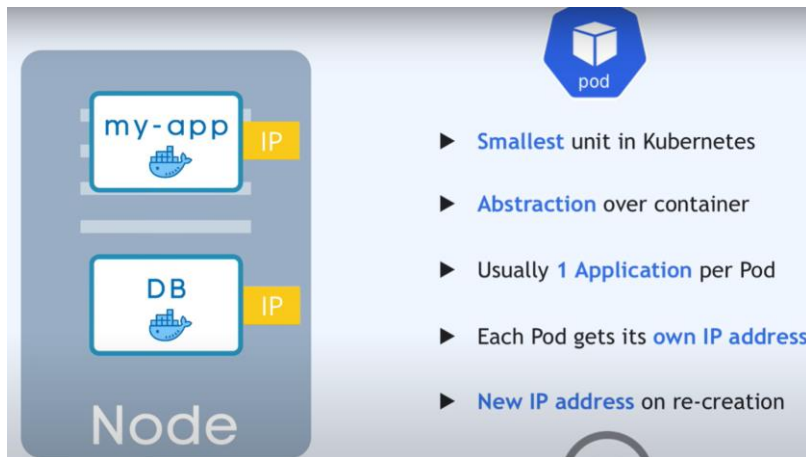 my-app
IP
DB
IP
Node
pod
► Smallest unit in Kubernetes
► Abstraction over container
► Usually 1 Application per Pod
► Each Pod gets its own IP address
► New IP address on re-creation